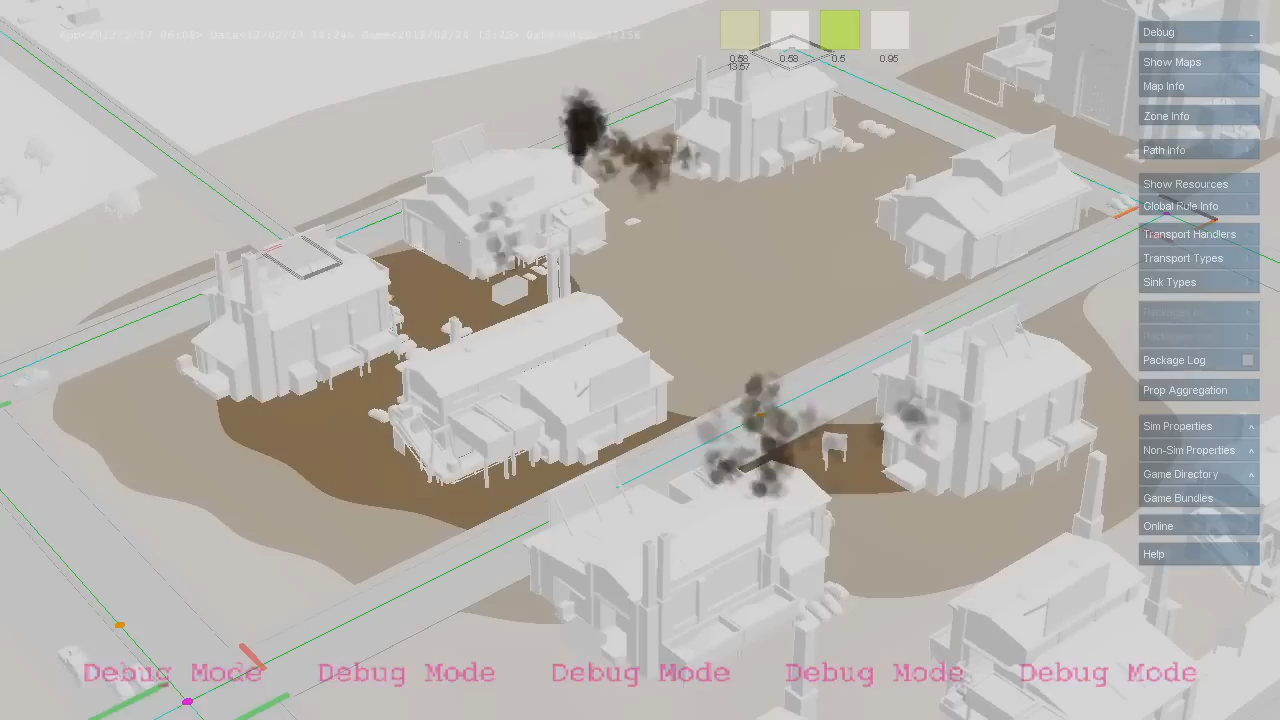 0.58 0.58 0.5 0.95
13.57
Debug
Show Maps
Map Info
Zone Info
Path Info
Show Resources
Global Rule Info
Transport Handlers
Transport Types
Sink Types
Package Log
Prop Aggregation
Sim Properties
Non-Sim Properties
Game Directory
Game Bundles
Online
Help
Debug Mode Debug Mode Debug Mode Debug Mode Debug Mode